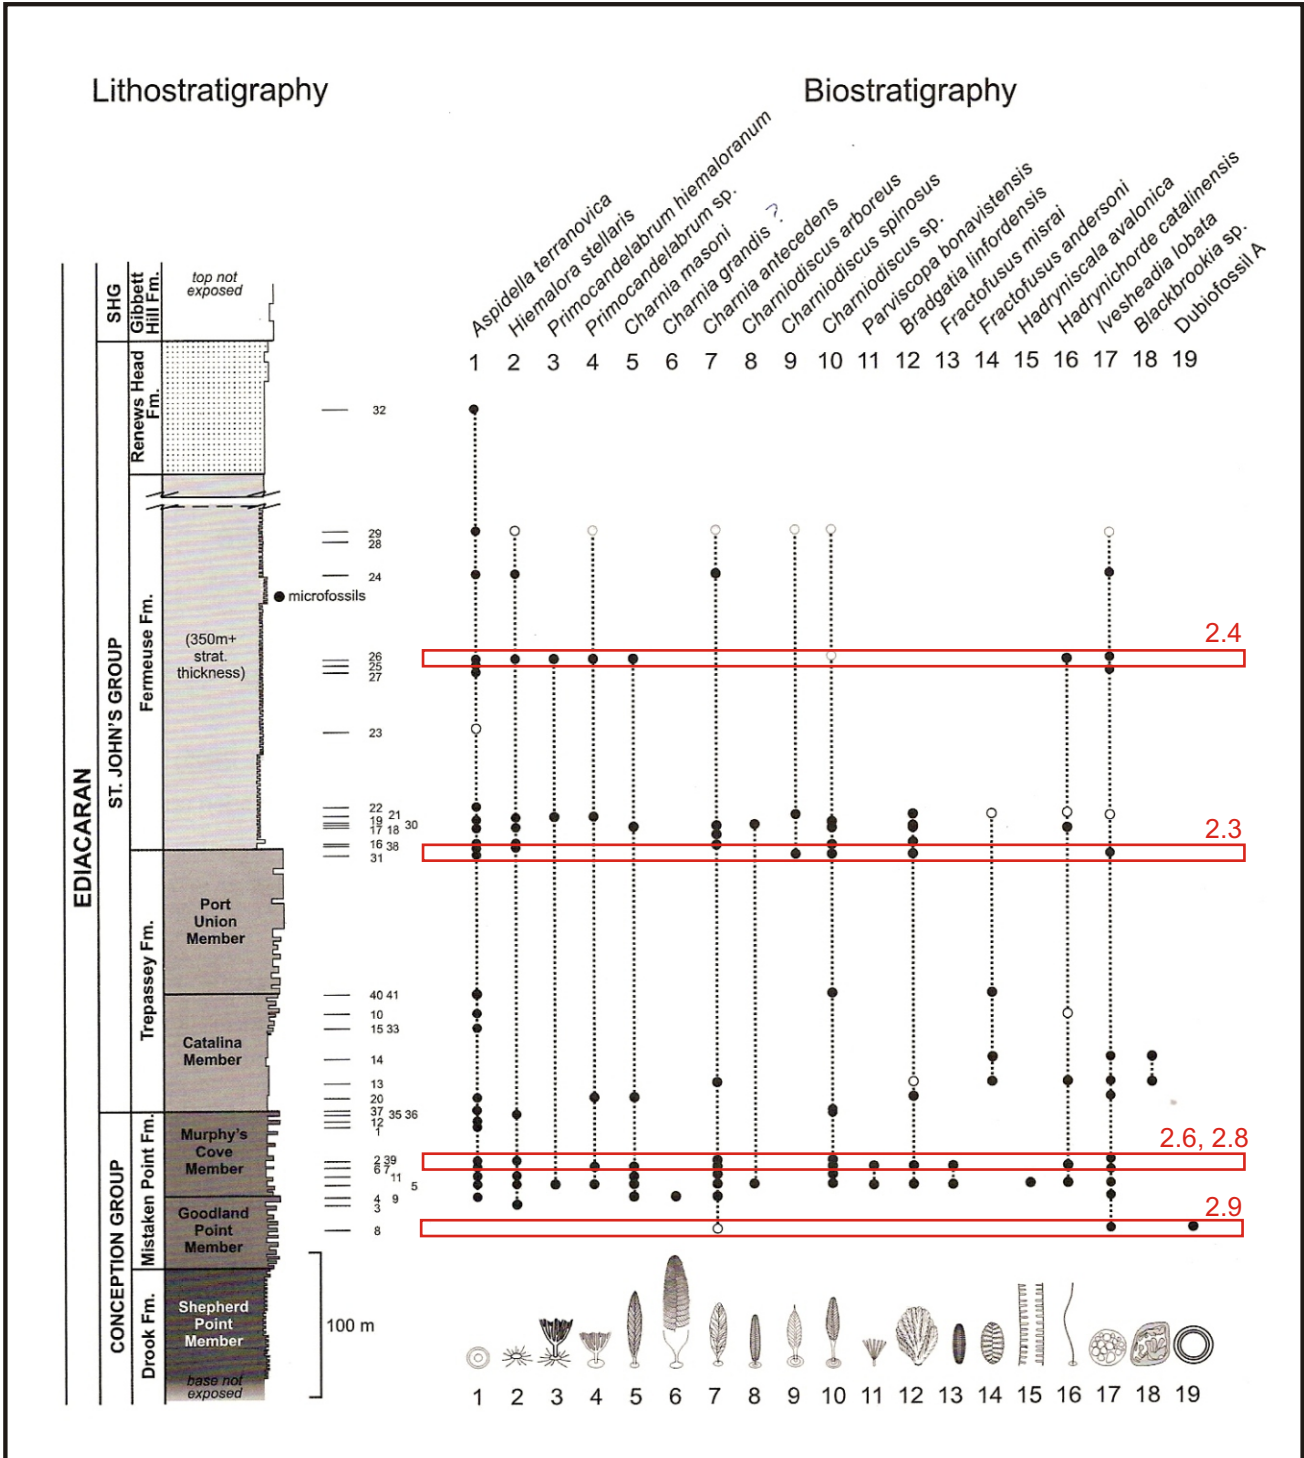 Lithostratigraphy
Biostratigraphy
Aspidella terranovica
Hiemalora stellaris
Primocandelabrum hiemaloranum
Primocandelabrum sp.
Charnia masoni
Charnia grandis ?
Charnia antecedens
Charniodiscus arboreus
Charniodiscus spinosus
Charniodiscus sp.
Parviscopa bonavistensis
Bradgatia linfordensis
Fractofusus misrai
Fractofusus andersoni
Hadryniscala avalonica
Hadrynichorde catalinensis
Ivesheadia lobata
Blackbrookia sp.
Dubiofossil A
1 2 3 4 5 6 7 8 9 10 11 12 13 14 15 16 17 18 19
EDIACARAN
SHG
ST. JOHN'S GROUP
CONCEPTION GROUP
Gibbett
Hill Fm.
Renews Head
Fm.
Fermeuse Fm.
Trepassey Fm.
Mistaken Point Fm.
Drook Fm.
top not
exposed
(350m+
strat.
thickness)
Port
Union
Member
Catalina
Member
Murphy's
Cove
Member
Goodland
Point
Member
Shepherd
Point
Member
base not
exposed
microfossils
100 m
32
29
28
24
26
25
27
23
22
19 21
17 18 30
16 38
31
40 41
10
15 33
14
13
20
37 35 36
12
1
2 39
6 7
11
5
4 9
3
8
2.4
2.3
2.6, 2.8
2.9
1 2 3 4 5 6 7 8 9 10 11 12 13 14 15 16 17 18 19